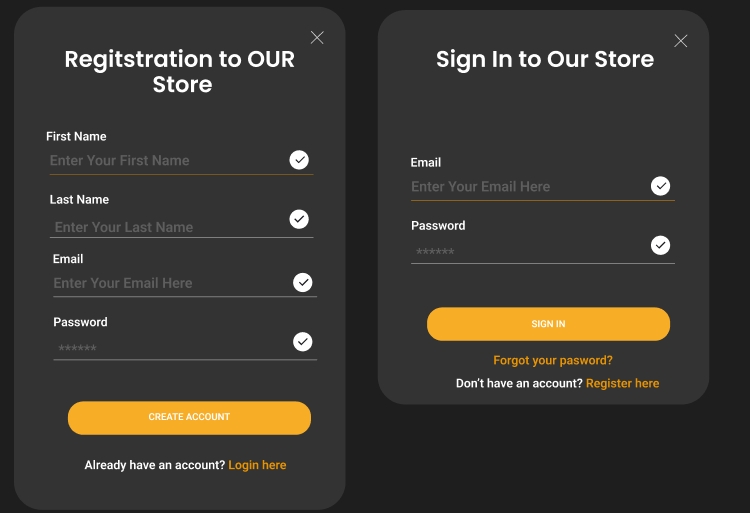 Regitstration to OUR
Store
First Name
Enter Your First Name
Last Name
Enter Your Last Name
Email
Enter Your Email Here
Password
******
CREATE ACCOUNT
Already have an account? Login here
Sign In to Our Store
Email
Enter Your Email Here
Password
******
SIGN IN
Forgot your pasword?
Don't have an account? Register here